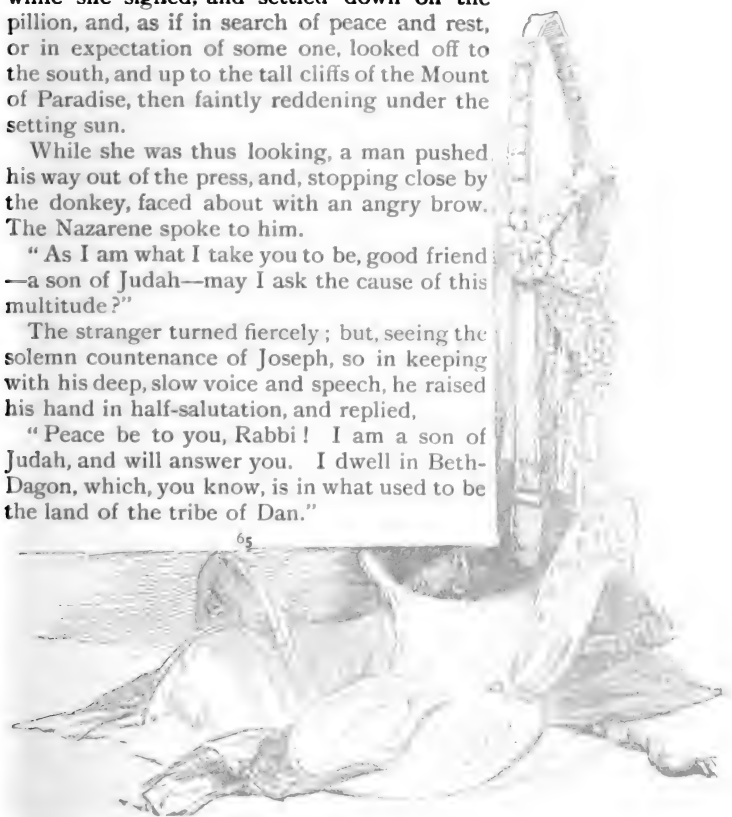 while she sighed, and settled down on the
pillion, and, as if in search of peace and rest,
or in expectation of some one, looked off to
the south, and up to the tall cliffs of the Mount
of Paradise, then faintly reddening under the
setting sun.
While she was thus looking, a man pushed
his way out of the press, and, stopping close by
the donkey, faced about with an angry brow.
The Nazarene spoke to him.
"As I am what I take you to be, good friend
—a son of Judah—may I ask the cause of this
multitude?"
The stranger turned fiercely; but, seeing the
solemn countenance of Joseph, so in keeping
with his deep, slow voice and speech, he raised
his hand in half-salutation, and replied,
"Peace be to you, Rabbi! I am a son of
Judah, and will answer you. I dwell in Beth-
Dagon, which, you know, is in what used to be
the land of the tribe of Dan."
65